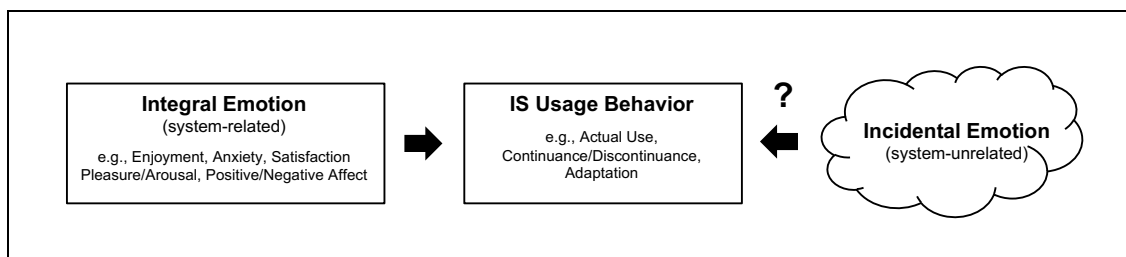 Integral Emotion
(system-related)
e.g., Enjoyment, Anxiety, Satisfaction
Pleasure/Arousal, Positive/Negative Affect
IS Usage Behavior
e.g., Actual Use,
Continuance/Discontinuance,
Adaptation
?
Incidental Emotion
(system-unrelated)